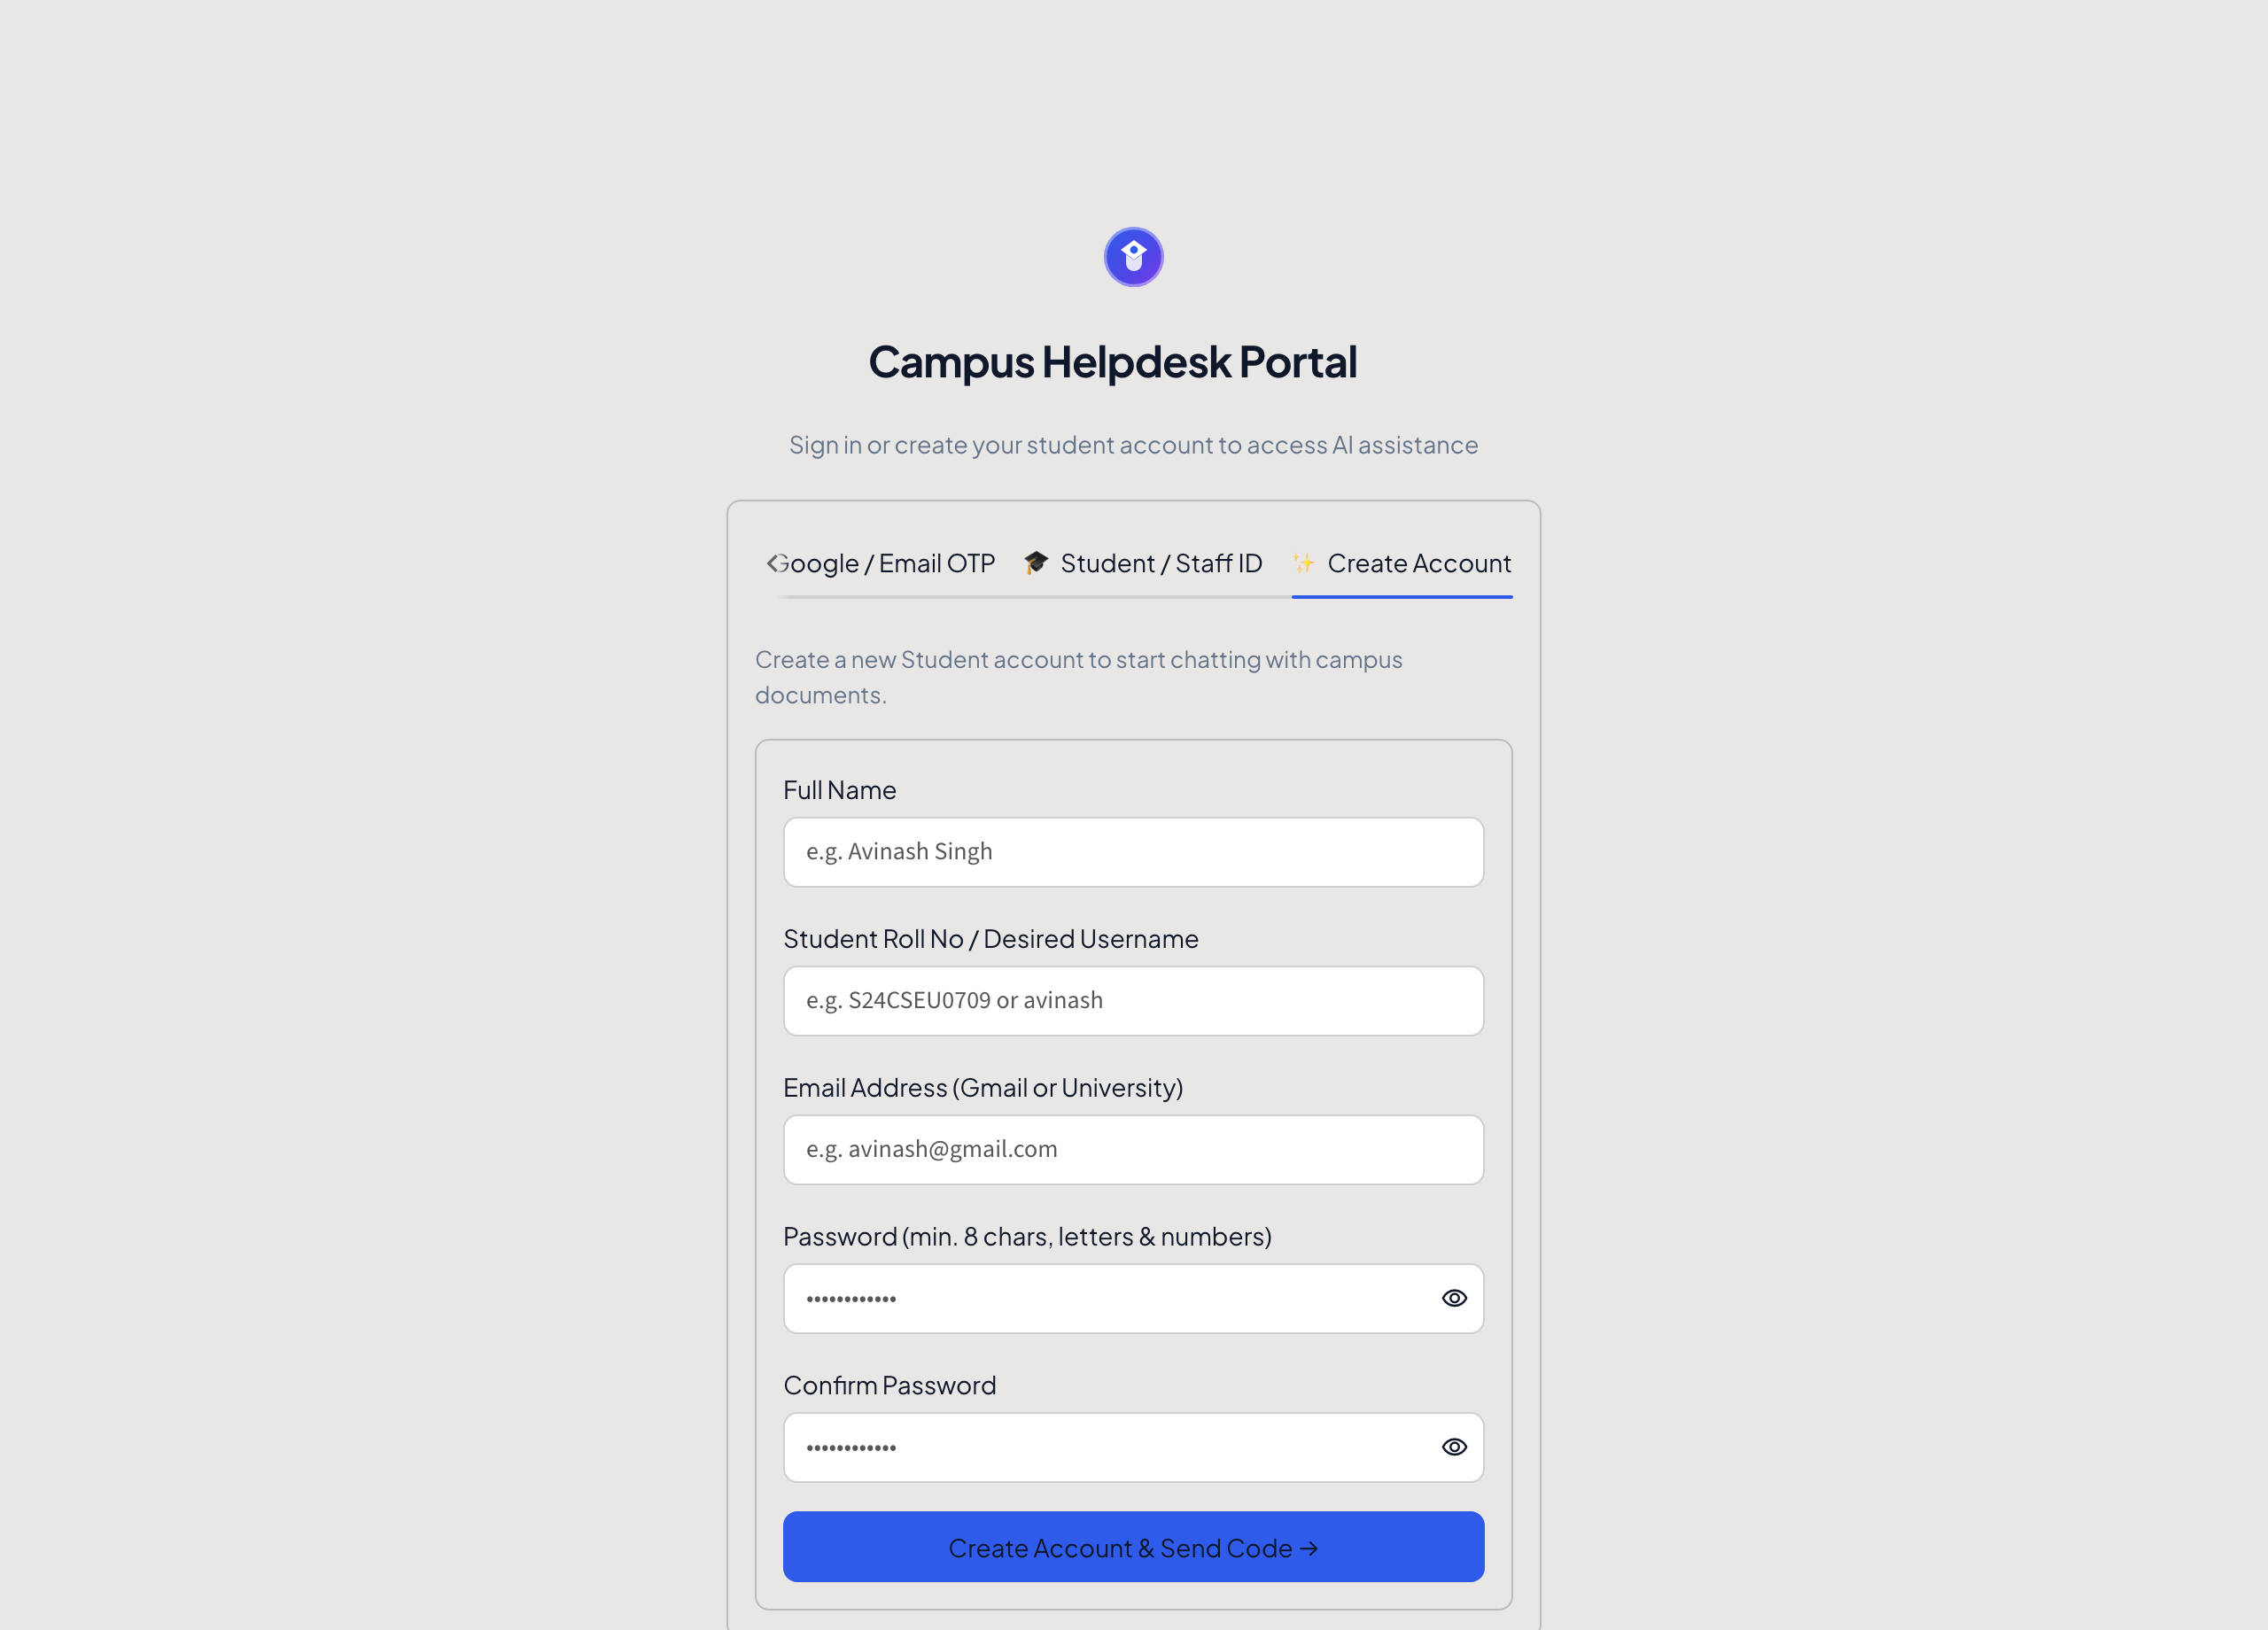 Campus Helpdesk Portal
Sign in or create your student account to access AI assistance
Google / Email OTP 🎓 Student / Staff ID ✨ Create Account
Create a new Student account to start chatting with campus
documents.
Full Name
e.g. Avinash Singh
Student Roll No / Desired Username
e.g. S24CSEU0709 or avinash
Email Address (Gmail or University)
e.g. avinash@gmail.com
Password (min. 8 chars, letters & numbers)
••••••••••••
Confirm Password
••••••••••••
Create Account & Send Code →